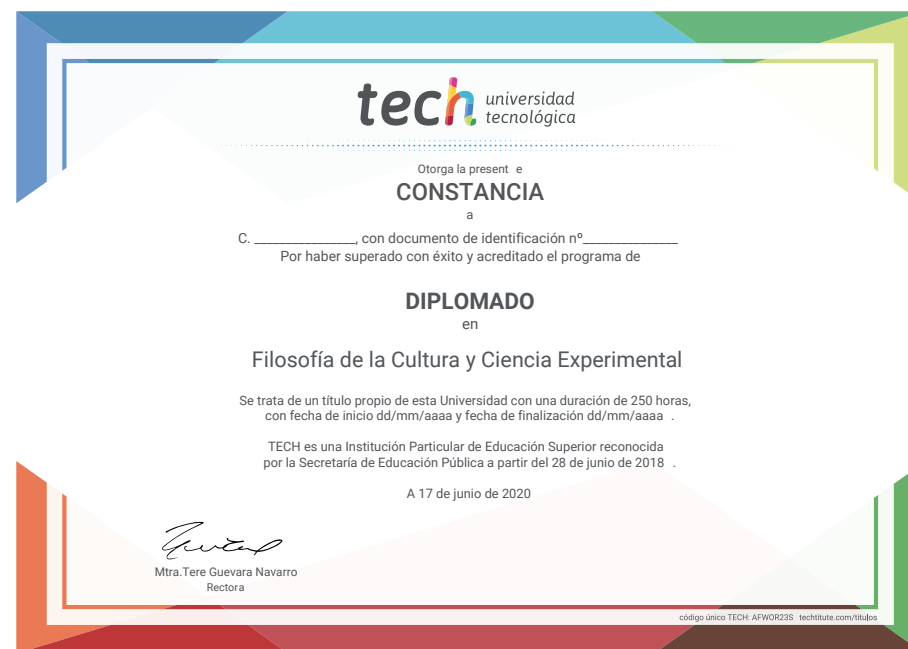 tech universidad
tecnológica
Otorga la present e
CONSTANCIA
a
C. _______________, con documento de identificación nº______________
Por haber superado con éxito y acreditado el programa de
DIPLOMADO
en
Filosofía de la Cultura y Ciencia Experimental
Se trata de un título propio de esta Universidad con una duración de 250 horas,
con fecha de inicio dd/mm/aaaa y fecha de finalización dd/mm/aaaa .
TECH es una Institución Particular de Educación Superior reconocida
por la Secretaría de Educación Pública a partir del 28 de junio de 2018 .
A 17 de junio de 2020
Mtra.Tere Guevara Navarro
Rectora
código único TECH: AFWOR23S techtitute.com/titulos